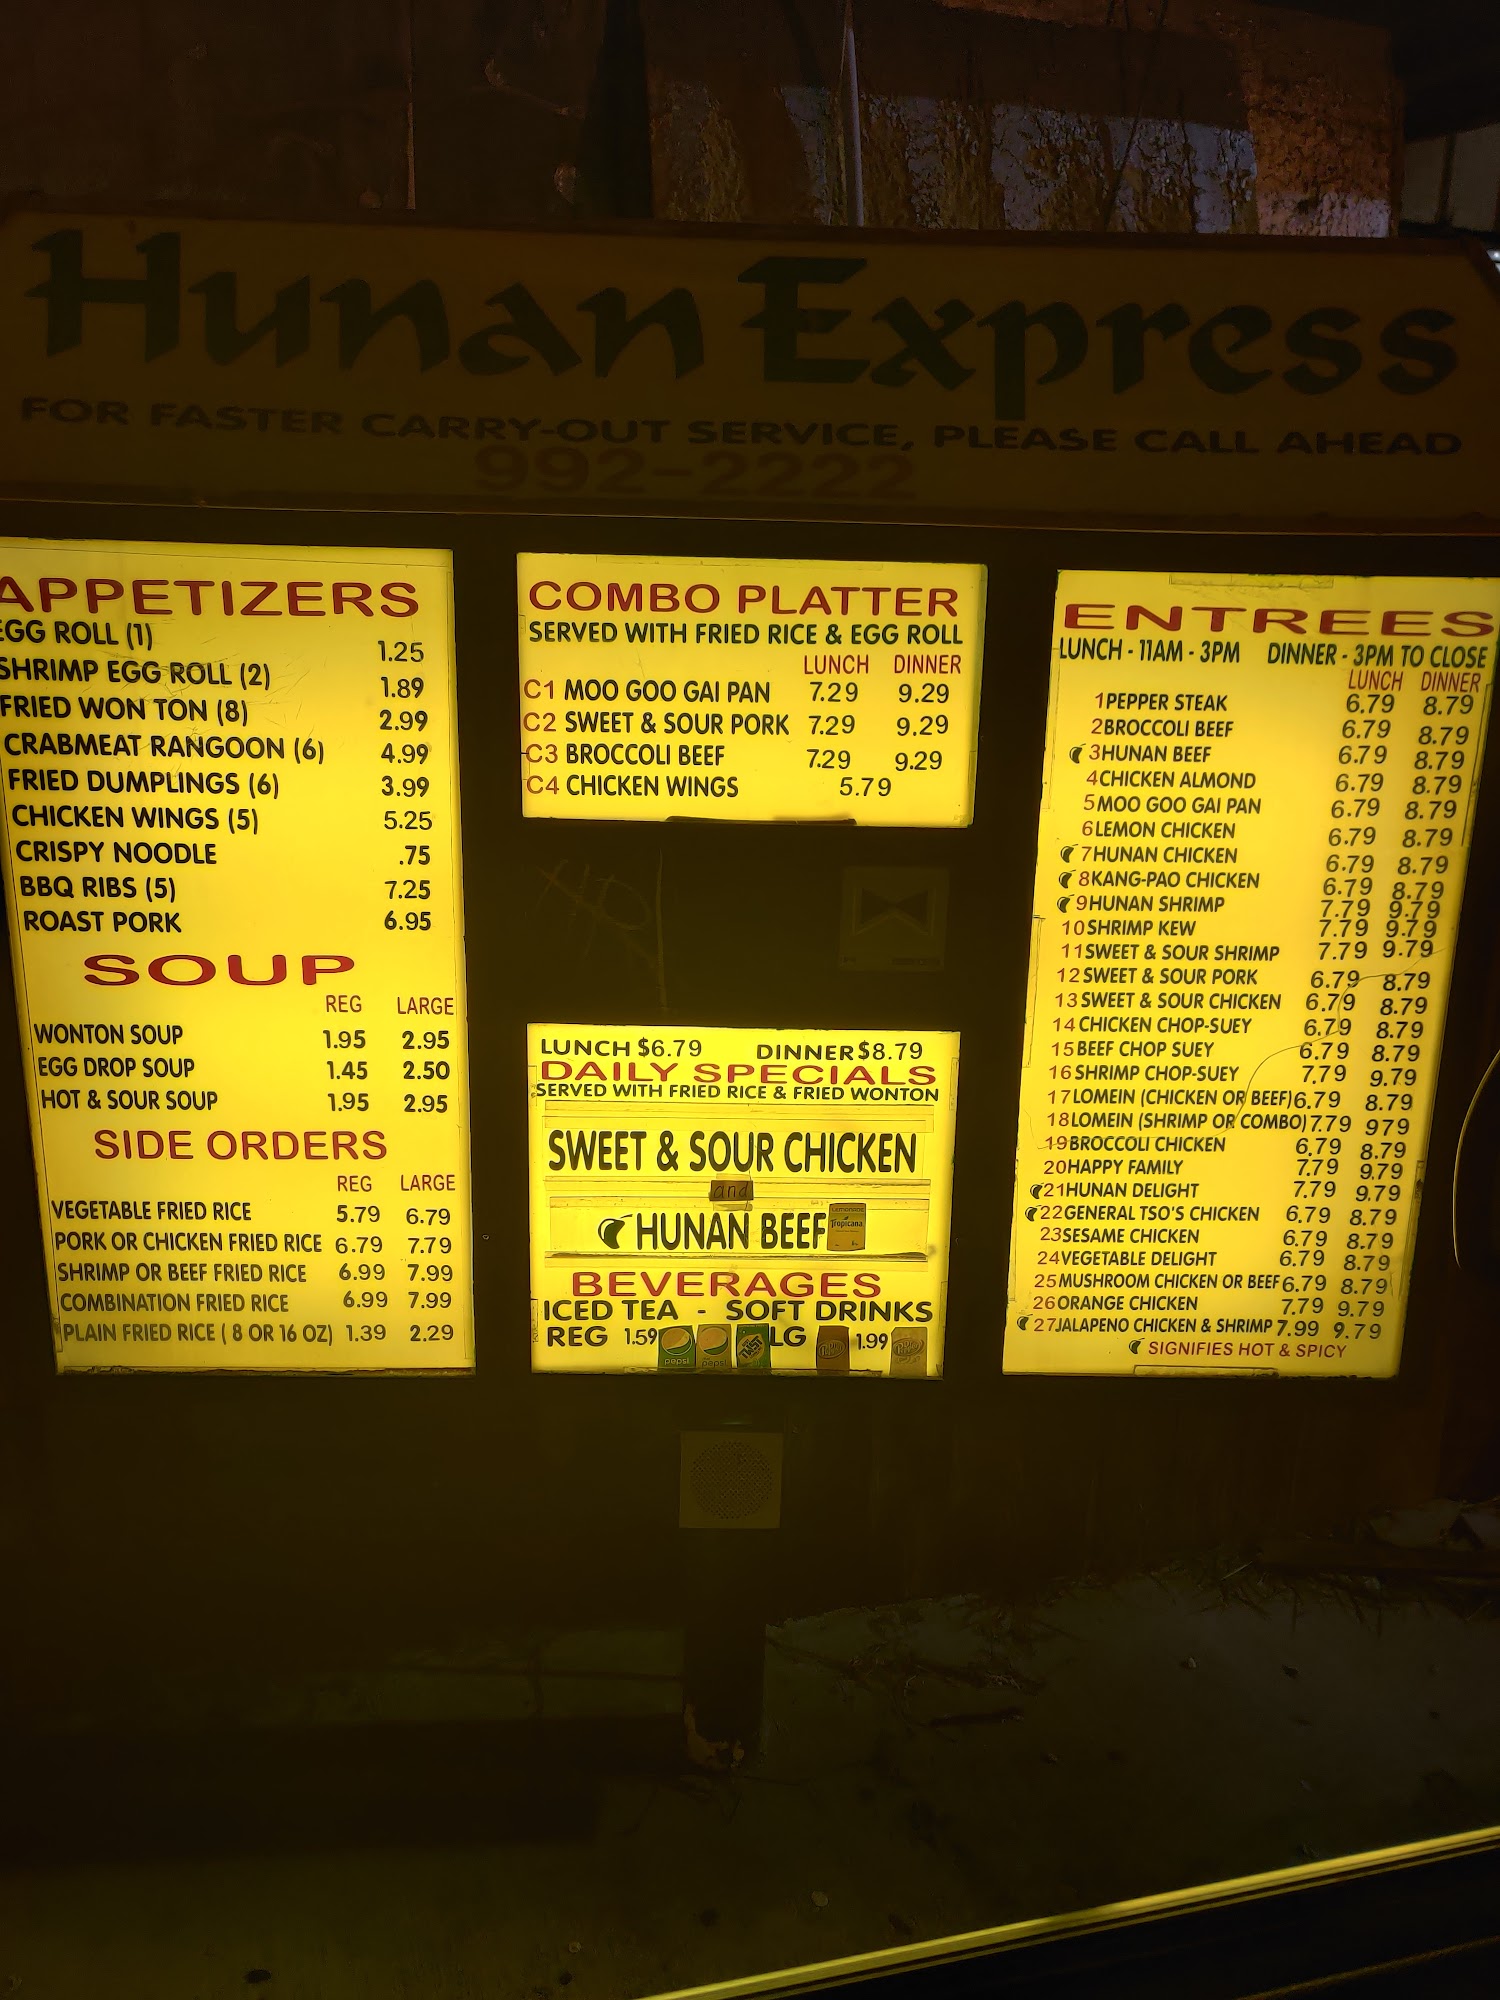 Hunan Express
FOR FASTER CARRY-OUT SERVICE, PLEASE CALL AHEAD
992-2222
APPETIZERS
EGG ROLL (1) 1.25
SHRIMP EGG ROLL (2) 1.89
FRIED WON TON (8) 2.99
CRABMEAT RANGOON (6) 4.99
FRIED DUMPLINGS (6) 3.99
CHICKEN WINGS (5) 5.25
CRISPY NOODLE .75
BBQ RIBS (5) 7.25
ROAST PORK 6.95
SOUP
REG LARGE
WONTON SOUP 1.95 2.95
EGG DROP SOUP 1.45 2.50
HOT & SOUR SOUP 1.95 2.95
SIDE ORDERS
REG LARGE
VEGETABLE FRIED RICE 5.79 6.79
PORK OR CHICKEN FRIED RICE 6.79 7.79
SHRIMP OR BEEF FRIED RICE 6.99 7.99
COMBINATION FRIED RICE 6.99 7.99
PLAIN FRIED RICE ( 8 OR 16 OZ) 1.39 2.29
COMBO PLATTER
SERVED WITH FRIED RICE & EGG ROLL
LUNCH DINNER
C1 MOO GOO GAI PAN 7.29 9.29
C2 SWEET & SOUR PORK 7.29 9.29
C3 BROCCOLI BEEF 7.29 9.29
C4 CHICKEN WINGS 5.79
LUNCH $6.79 DINNER $8.79
DAILY SPECIALS
SERVED WITH FRIED RICE & FRIED WONTON
SWEET & SOUR CHICKEN
and
HUNAN BEEF
LEMONADE
Tropicana
BEVERAGES
ICED TEA - SOFT DRINKS
REG 1.59 LG 1.99
pepsi pepsi TWIST
ENTREES
LUNCH - 11AM - 3PM DINNER - 3PM TO CLOSE
LUNCH DINNER
1 PEPPER STEAK 6.79 8.79
2 BROCCOLI BEEF 6.79 8.79
3 HUNAN BEEF 6.79 8.79
4 CHICKEN ALMOND 6.79 8.79
5 MOO GOO GAI PAN 6.79 8.79
6 LEMON CHICKEN 6.79 8.79
7 HUNAN CHICKEN 6.79 8.79
8 KANG-PAO CHICKEN 6.79 8.79
9 HUNAN SHRIMP 7.79 9.79
10 SHRIMP KEW 7.79 9.79
11 SWEET & SOUR SHRIMP 7.79 9.79
12 SWEET & SOUR PORK 6.79 8.79
13 SWEET & SOUR CHICKEN 6.79 8.79
14 CHICKEN CHOP-SUEY 6.79 8.79
15 BEEF CHOP SUEY 6.79 8.79
16 SHRIMP CHOP-SUEY 7.79 9.79
17 LOMEIN (CHICKEN OR BEEF) 6.79 8.79
18 LOMEIN (SHRIMP OR COMBO) 7.79 979
19 BROCCOLI CHICKEN 6.79 8.79
20 HAPPY FAMILY 7.79 9.79
21 HUNAN DELIGHT 7.79 9.79
22 GENERAL TSO'S CHICKEN 6.79 8.79
23 SESAME CHICKEN 6.79 8.79
24 VEGETABLE DELIGHT 6.79 8.79
25 MUSHROOM CHICKEN OR BEEF 6.79 8.79
26 ORANGE CHICKEN 7.79 9.79
27 JALAPENO CHICKEN & SHRIMP 7.99 9.79
SIGNIFIES HOT & SPICY